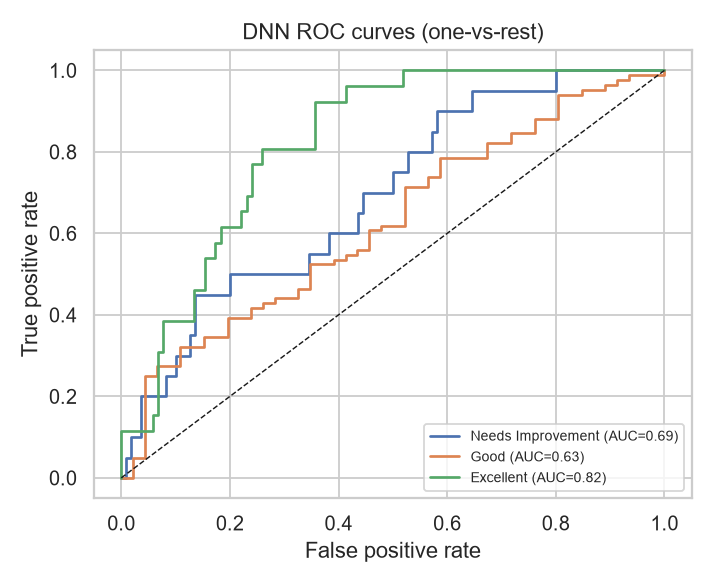 DNN ROC curves (one-vs-rest)
True positive rate
1.0
0.8
0.6
0.4
0.2
0.0
0.0 0.2 0.4 0.6 0.8 1.0
False positive rate
Needs Improvement (AUC=0.69)
Good (AUC=0.63)
Excellent (AUC=0.82)